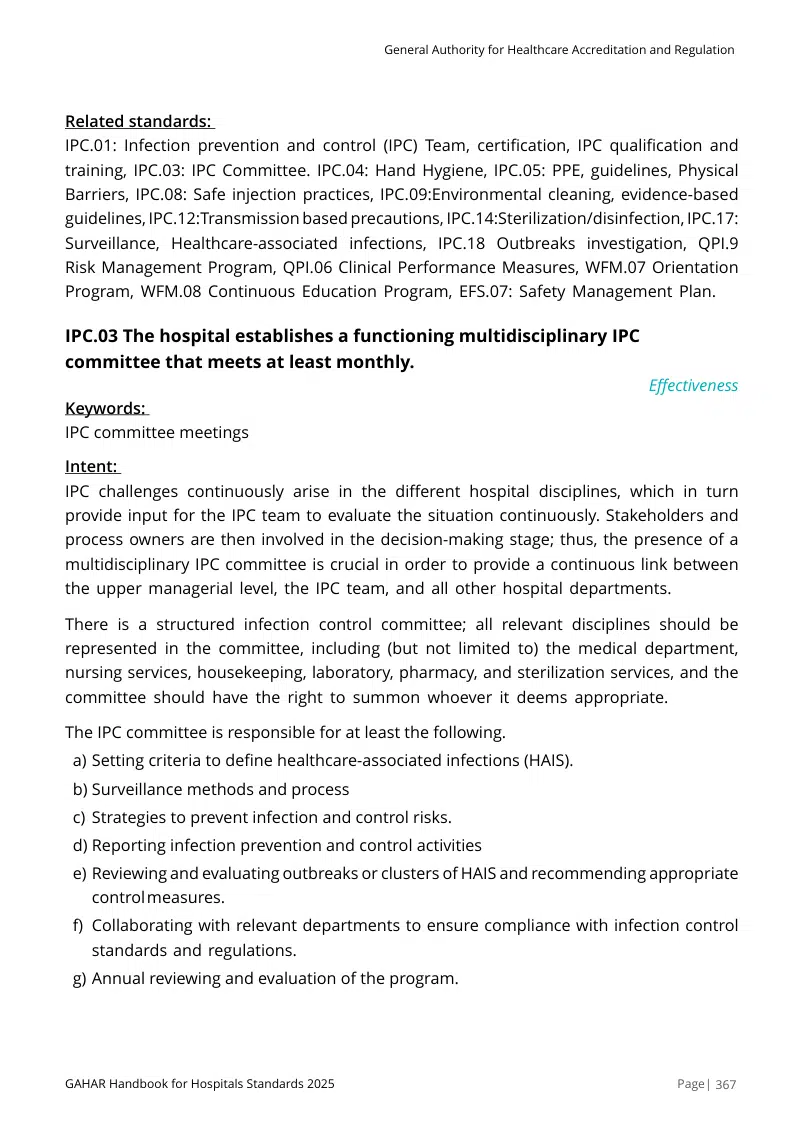 General Authority for Healthcare Accreditation and Regulation
Related standards:
IPC.01: Infection prevention and control (IPC) Team, certification, IPC qualification and
training, IPC.03: IPC Committee. IPC.04: Hand Hygiene, IPC.05: PPE, guidelines, Physical
Barriers, IPC.08: Safe injection practices, IPC.09:Environmental cleaning, evidence-based
guidelines, IPC.12:Transmission based precautions, IPC.14:Sterilization/disinfection, IPC.17:
Surveillance, Healthcare-associated infections, IPC.18 Outbreaks investigation, QPI.9
Risk Management Program, QPI.06 Clinical Performance Measures, WFM.07 Orientation
Program, WFM.08 Continuous Education Program, EFS.07: Safety Management Plan.
IPC.03 The hospital establishes a functioning multidisciplinary IPC
committee that meets at least monthly.
Effectiveness
Keywords:
IPC committee meetings
Intent:
IPC challenges continuously arise in the different hospital disciplines, which in turn
provide input for the IPC team to evaluate the situation continuously. Stakeholders and
process owners are then involved in the decision-making stage; thus, the presence of a
multidisciplinary IPC committee is crucial in order to provide a continuous link between
the upper managerial level, the IPC team, and all other hospital departments.
There is a structured infection control committee; all relevant disciplines should be
represented in the committee, including (but not limited to) the medical department,
nursing services, housekeeping, laboratory, pharmacy, and sterilization services, and the
committee should have the right to summon whoever it deems appropriate.
The IPC committee is responsible for at least the following.
a) Setting criteria to define healthcare-associated infections (HAIS).
b) Surveillance methods and process
c) Strategies to prevent infection and control risks.
d) Reporting infection prevention and control activities
e) Reviewing and evaluating outbreaks or clusters of HAIS and recommending appropriate
control measures.
f) Collaborating with relevant departments to ensure compliance with infection control
standards and regulations.
g) Annual reviewing and evaluation of the program.
GAHAR Handbook for Hospitals Standards 2025
Page| 367